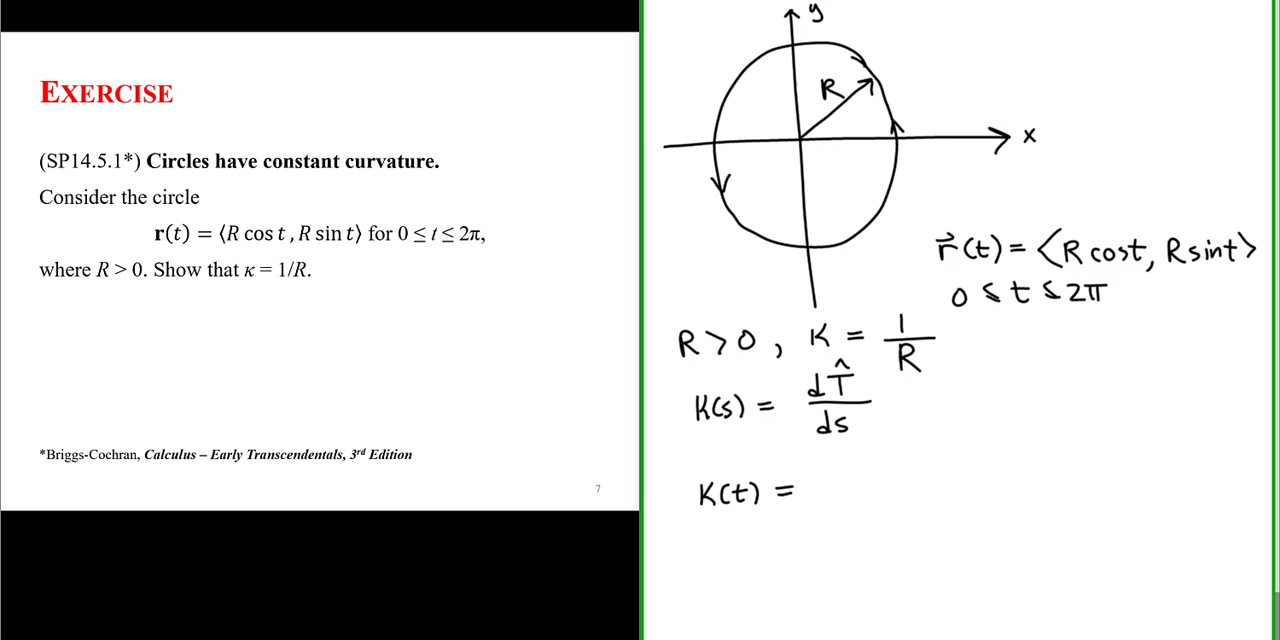 EXERCISE
(SP14.5.1*) Circles have constant curvature.
Consider the circle
r(t) = ⟨R cos t , R sin t⟩ for 0 ≤ t ≤ 2π,
where R > 0. Show that κ = 1/R.
*Briggs-Cochran, Calculus – Early Transcendentals, 3rd Edition
7
y
R
x
r⃗(t) = ⟨R cost, R sint⟩
0 ≤ t ≤ 2π
R > 0 , K = 1/R
K(s) = dT̂/ds
K(t) =